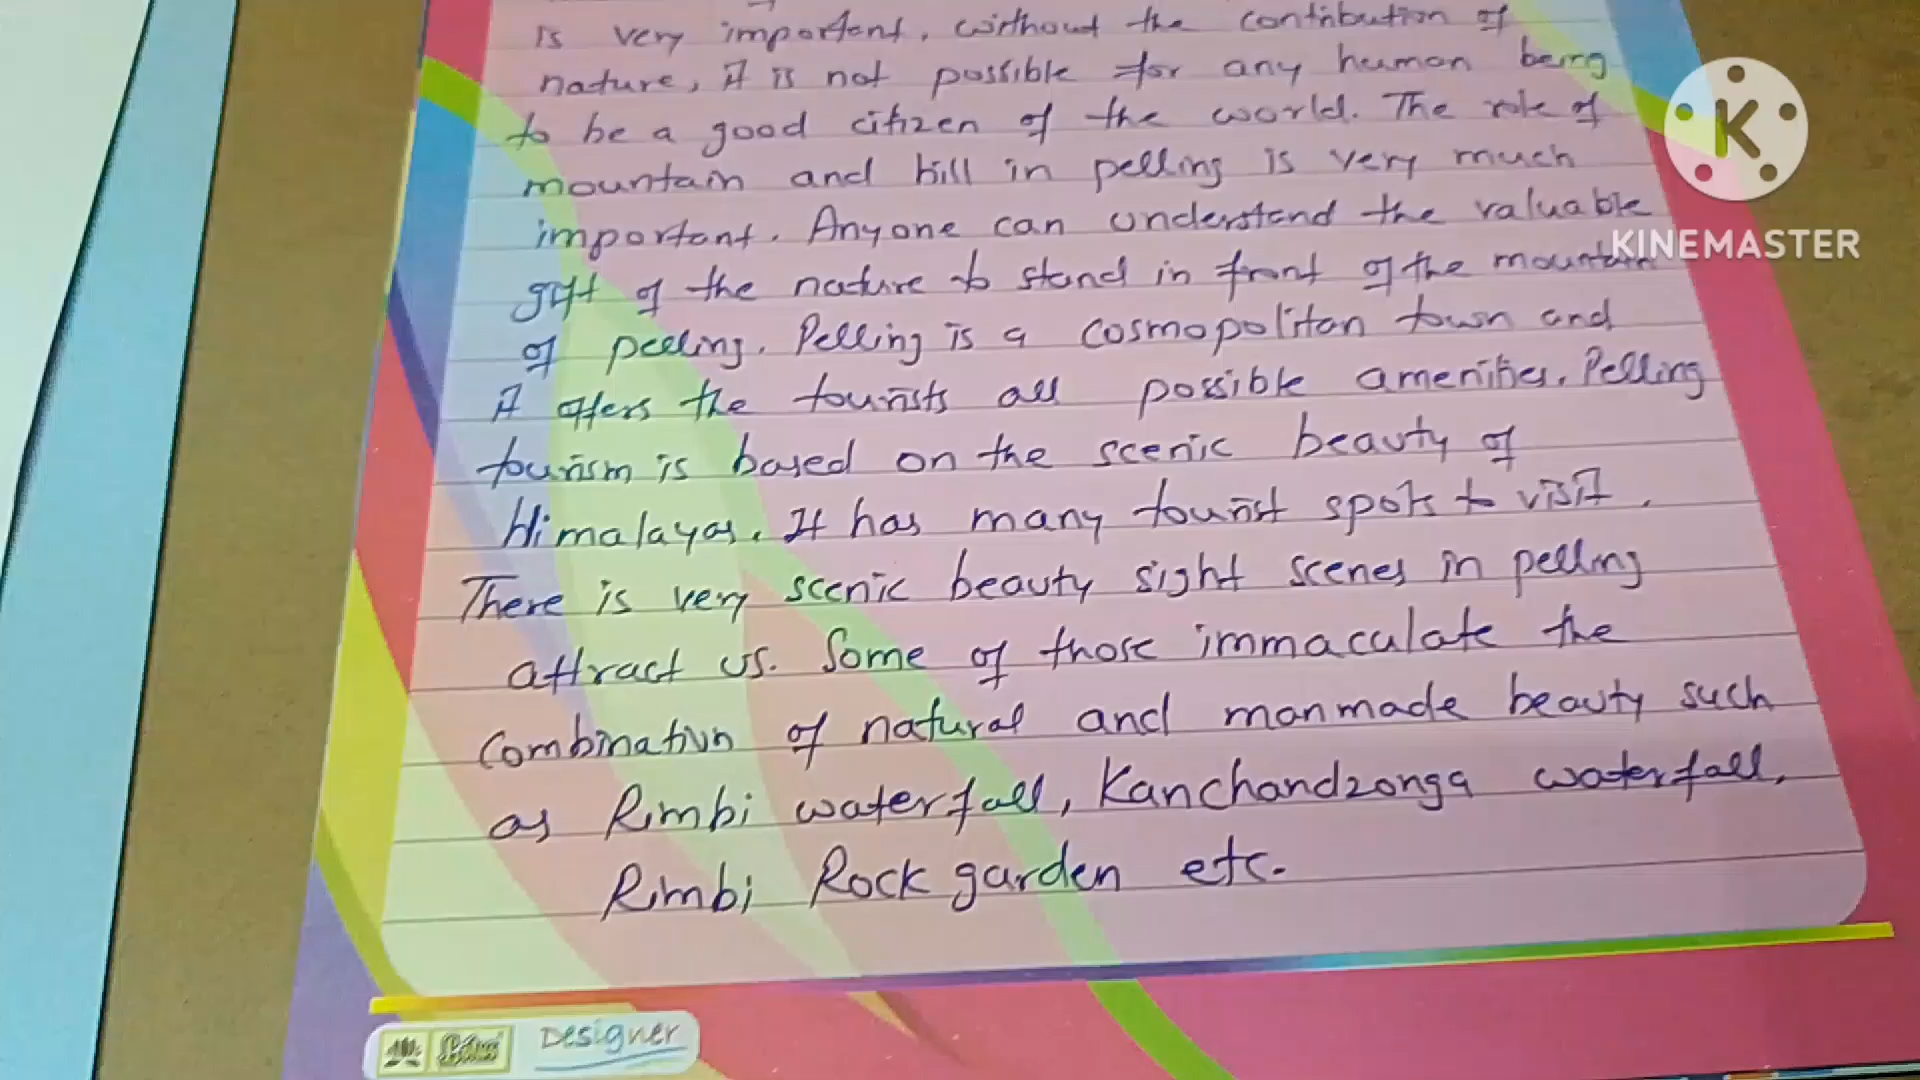 is very important, without the contribution of
nature, it is not possible for any human being
to be a good citizen of the world. The role of
mountain and hill in pelling is very much
important. Anyone can understand the valuable
gift of the nature to stand in front of the mountain
of pelling. Pelling is a cosmopolitan town and
it offers the tourists all possible amenities. Pelling
tourism is based on the scenic beauty of
Himalayas. It has many tourist spots to visit.
There is very scenic beauty sight scenes in pelling
attract us. Some of those immaculate the
combination of natural and manmade beauty such
as Rimbi waterfall, Kanchandzonga waterfall,
Rimbi Rock garden etc.
K
KINEMASTER
Designer